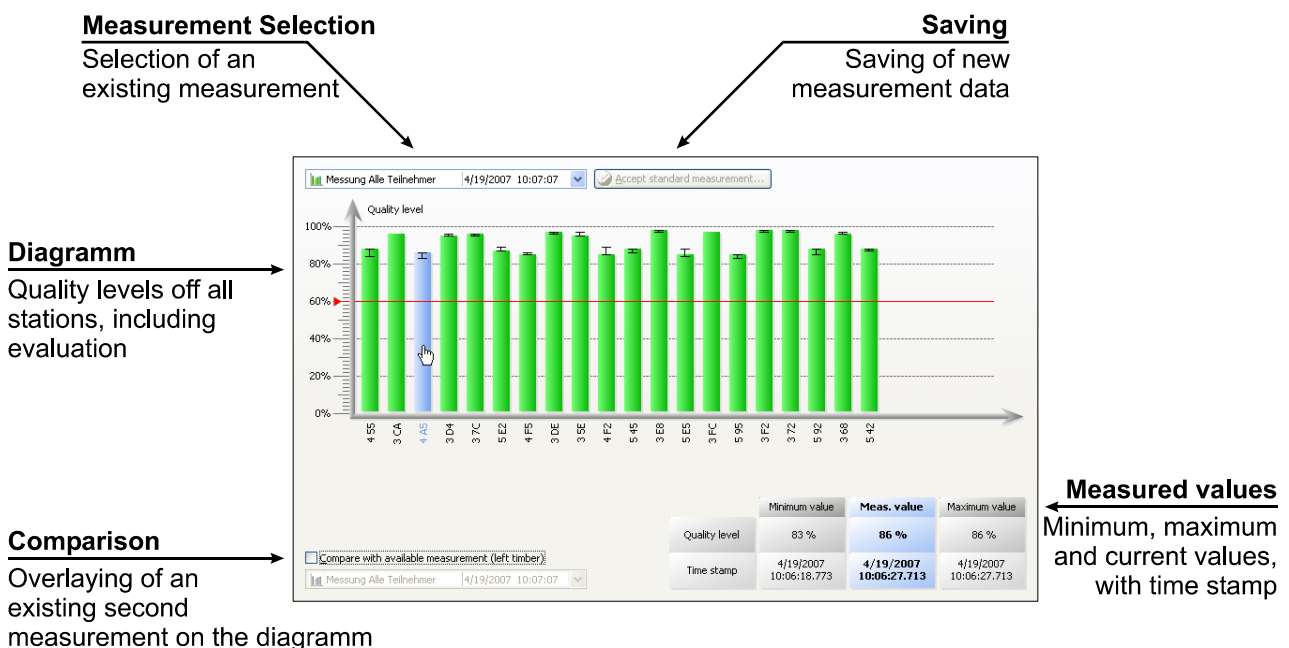 Measurement Selection
Selection of an
existing measurement
Saving
Saving of new
measurement data
Messung Alle Teilnehmer 4/19/2007 10:07:07 Accept standard measurement...
Quality level
100%
80%
60%
40%
20%
0%
4 55 3 CA 4 A5 3 D4 3 7C 5 E2 4 F5 3 DE 3 5E 4 F2 5 45 3 E8 5 E5 3 FC 5 95 3 F2 3 72 5 92 3 68 5 42
Diagramm
Quality levels off all
stations, including
evaluation
Minimum value Meas. value Maximum value
Quality level 83 % 86 % 86 %
Time stamp 4/19/2007 10:06:18.773 4/19/2007 10:06:27.713 4/19/2007 10:06:27.713
Measured values
Minimum, maximum
and current values,
with time stamp
Comparison
Overlaying of an
existing second
measurement on the diagramm
Compare with available measurement (left timber)
Messung Alle Teilnehmer 4/19/2007 10:07:07